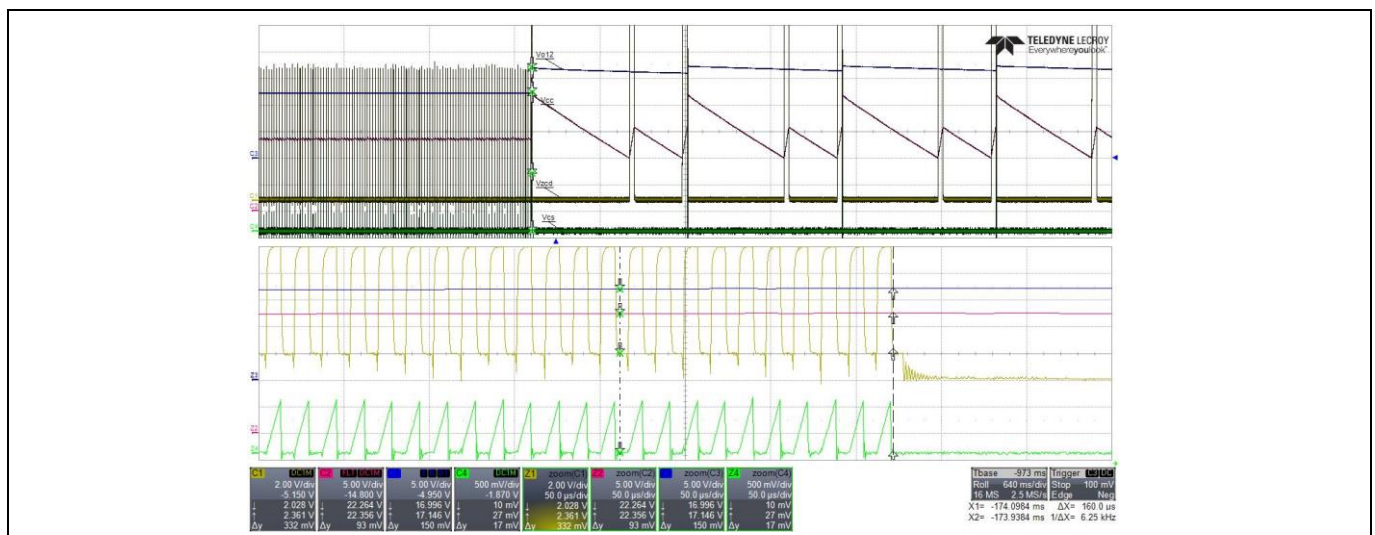 TELEDYNE LECROY
Everywhereyoulook™
Vo12
Vcc
Vzcd
Vcs
C1 DC1M
2.00 V/div
-5.150 V
↓ 2.028 V
↑ 2.361 V
Δy 332 mV
C2 FLT DC1M
5.00 V/div
-14.800 V
↓ 22.264 V
↑ 22.356 V
Δy 93 mV
5.00 V/div
-4.950 V
↓ 16.996 V
↑ 17.146 V
Δy 150 mV
C4 DC1M
500 mV/div
-1.870 V
↓ 10 mV
↑ 27 mV
Δy 17 mV
Z1 zoom(C1)
2.00 V/div
50.0 µs/div
↓ 2.028 V
↑ 2.361 V
Δy 332 mV
Z2 zoom(C2)
5.00 V/div
50.0 µs/div
↓ 22.264 V
↑ 22.356 V
Δy 93 mV
zoom(C3)
5.00 V/div
50.0 µs/div
↓ 16.996 V
↑ 17.146 V
Δy 150 mV
Z4 zoom(C4)
500 mV/div
50.0 µs/div
↓ 10 mV
↑ 27 mV
Δy 17 mV
Tbase -973 ms
Roll 640 ms/div
16 MS 2.5 MS/s
Trigger C3 DC
Stop 100 mV
Edge Neg
X1= -174.0984 ms ΔX= 160.0 µs
X2= -173.9384 ms 1/ΔX= 6.25 kHz